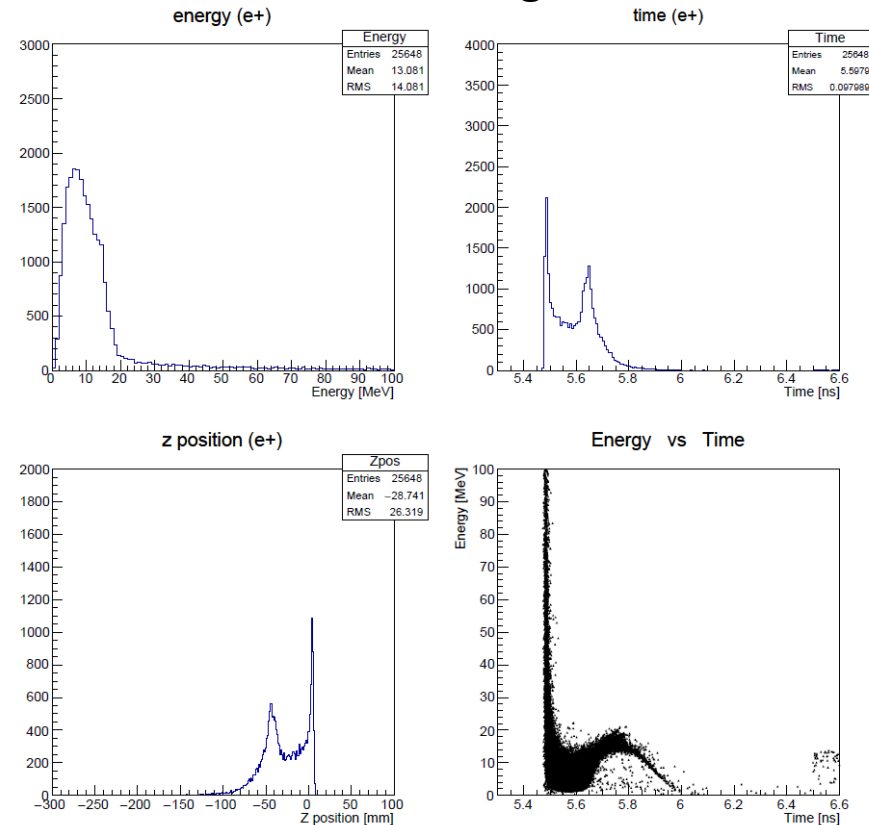 energy (e+)
Energy
Entries 25648
Mean 13.081
RMS 14.081
3000
2500
2000
1500
1000
500
0
0 10 20 30 40 50 60 70 80 90 100
Energy [MeV]
time (e+)
Time
Entries 25648
Mean 5.5979
RMS 0.097989
4000
3500
3000
2500
2000
1500
1000
500
0
5.4 5.6 5.8 6 6.2 6.4 6.6
Time [ns]
z position (e+)
Zpos
Entries 25648
Mean −28.741
RMS 26.319
2000
1800
1600
1400
1200
1000
800
600
400
200
0
−300 −250 −200 −150 −100 −50 0 50 100
Z position [mm]
Energy vs Time
Energy [MeV]
100
90
80
70
60
50
40
30
20
10
0
5.4 5.6 5.8 6 6.2 6.4 6.6
Time [ns]